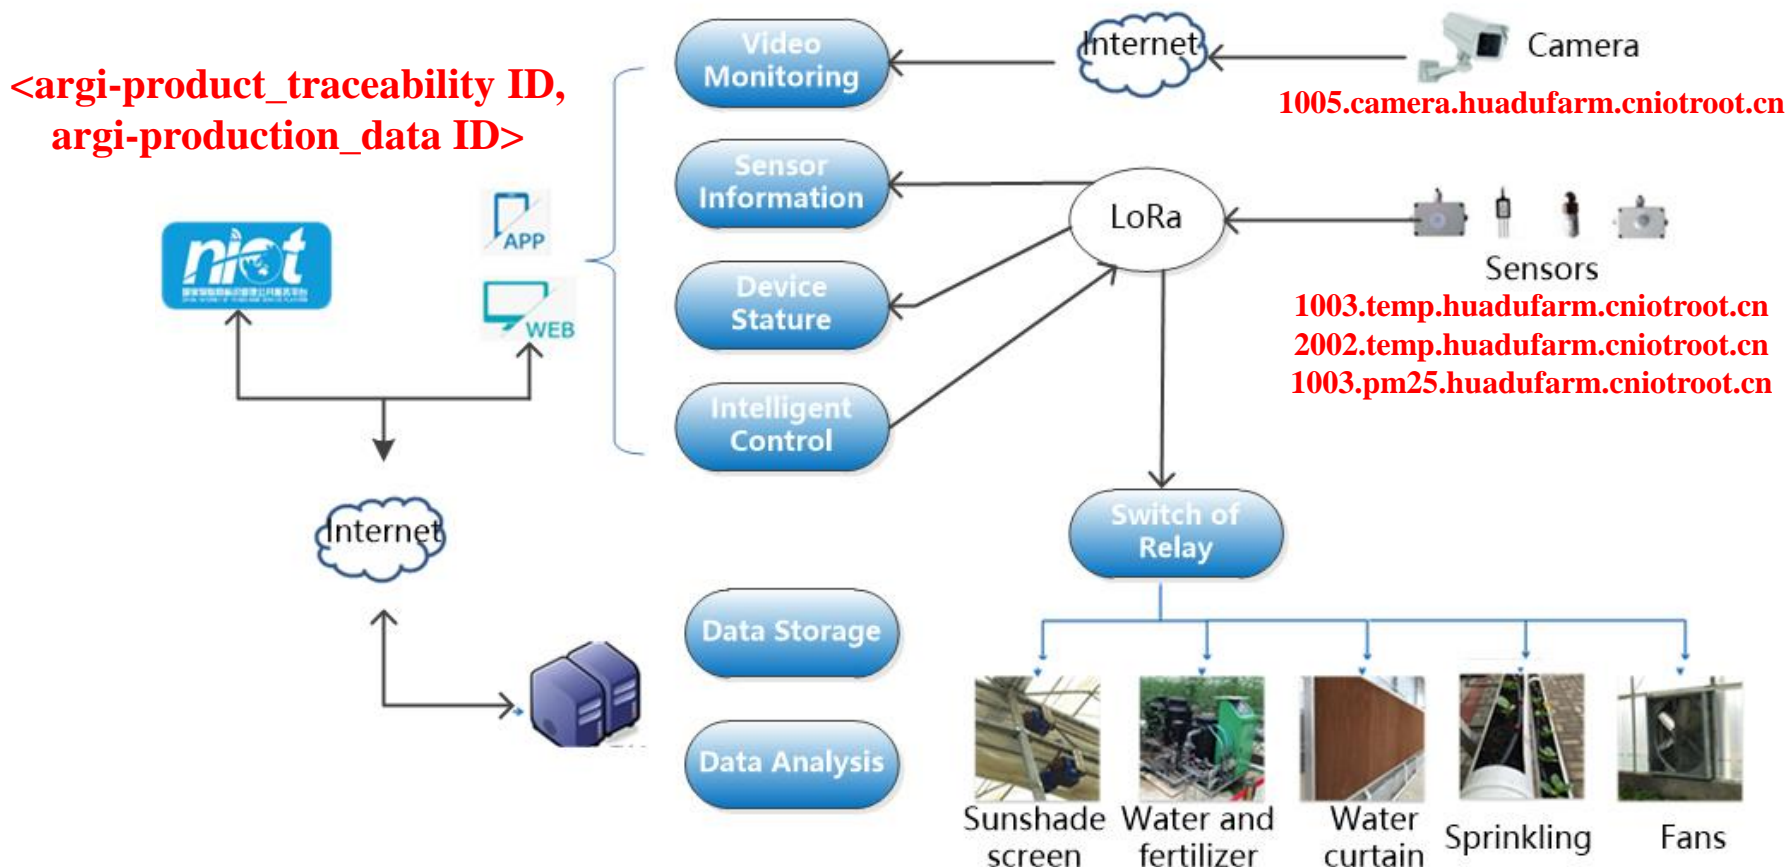 <argi-product_traceability ID,
argi-production_data ID>
niot
APP
WEB
Internet
Video
Monitoring
Sensor
Information
Device
Stature
Intelligent
Control
Data Storage
Data Analysis
Internet
Camera
1005.camera.huadufarm.cniotroot.cn
LoRa
Sensors
1003.temp.huadufarm.cniotroot.cn
2002.temp.huadufarm.cniotroot.cn
1003.pm25.huadufarm.cniotroot.cn
Switch of
Relay
Sunshade
screen
Water and
fertilizer
Water
curtain
Sprinkling
Fans